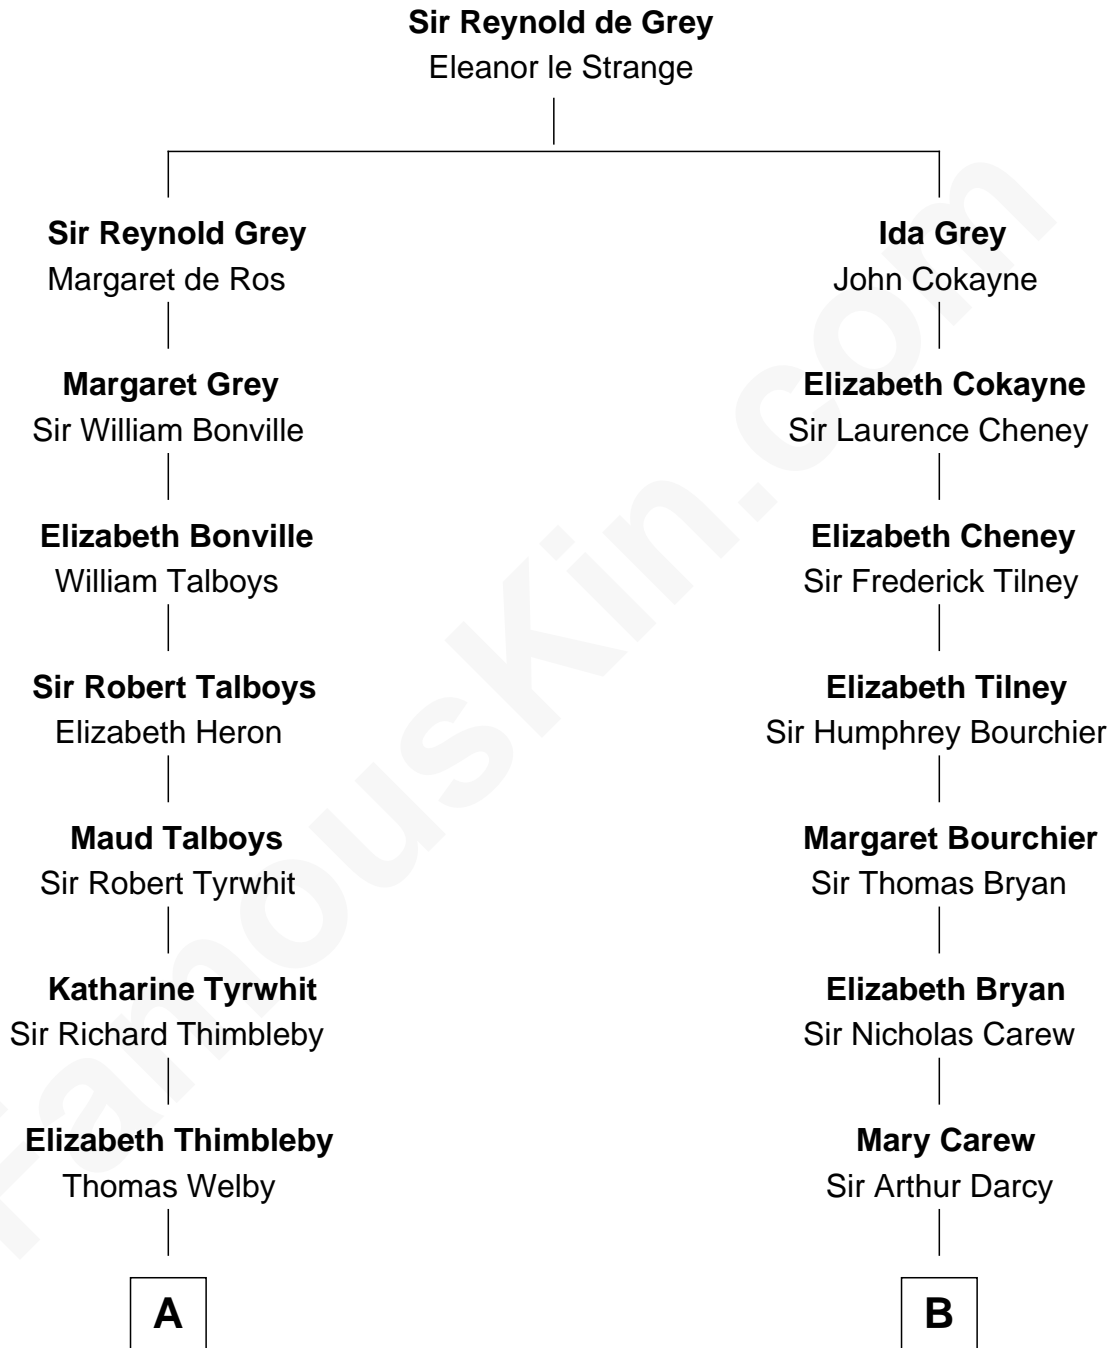 Sir Reynold de Grey
Eleanor le Strange
Sir Reynold Grey
Margaret de Ros
Ida Grey
John Cokayne
Margaret Grey
Sir William Bonville
Elizabeth Cokayne
Sir Laurence Cheney
Elizabeth Bonville
William Talboys
Elizabeth Cheney
Sir Frederick Tilney
Sir Robert Talboys
Elizabeth Heron
Elizabeth Tilney
Sir Humphrey Bourchier
Maud Talboys
Sir Robert Tyrwhit
Margaret Bourchier
Sir Thomas Bryan
Katharine Tyrwhit
Sir Richard Thimbleby
Elizabeth Bryan
Sir Nicholas Carew
Elizabeth Thimbleby
Thomas Welby
Mary Carew
Sir Arthur Darcy
A
B
FamousKin.com